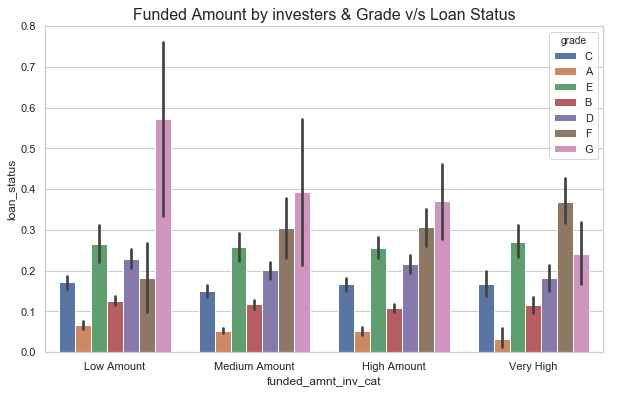 Funded Amount by investers & Grade v/s Loan Status
0.8
0.7
0.6
0.5
0.4
0.3
0.2
0.1
0.0
loan_status
grade
C
A
E
B
D
F
G
Low Amount
Medium Amount
High Amount
Very High
funded_amnt_inv_cat